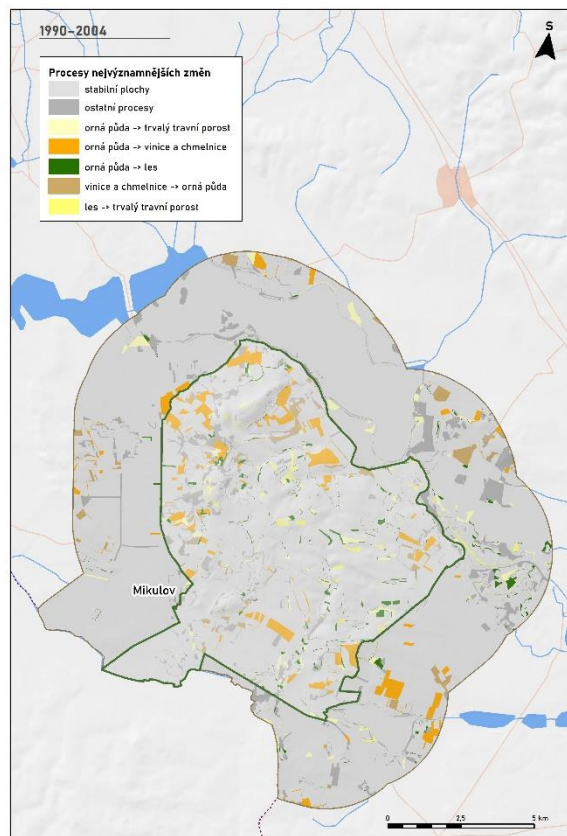 1990–2004
S
Procesy nejvýznamnějších změn
stabilní plochy
ostatní procesy
orná půda -> trvalý travní porost
orná půda -> vinice a chmelnice
orná půda -> les
vinice a chmelnice -> orná půda
les -> trvalý travní porost
Mikulov
0 2,5 5 km